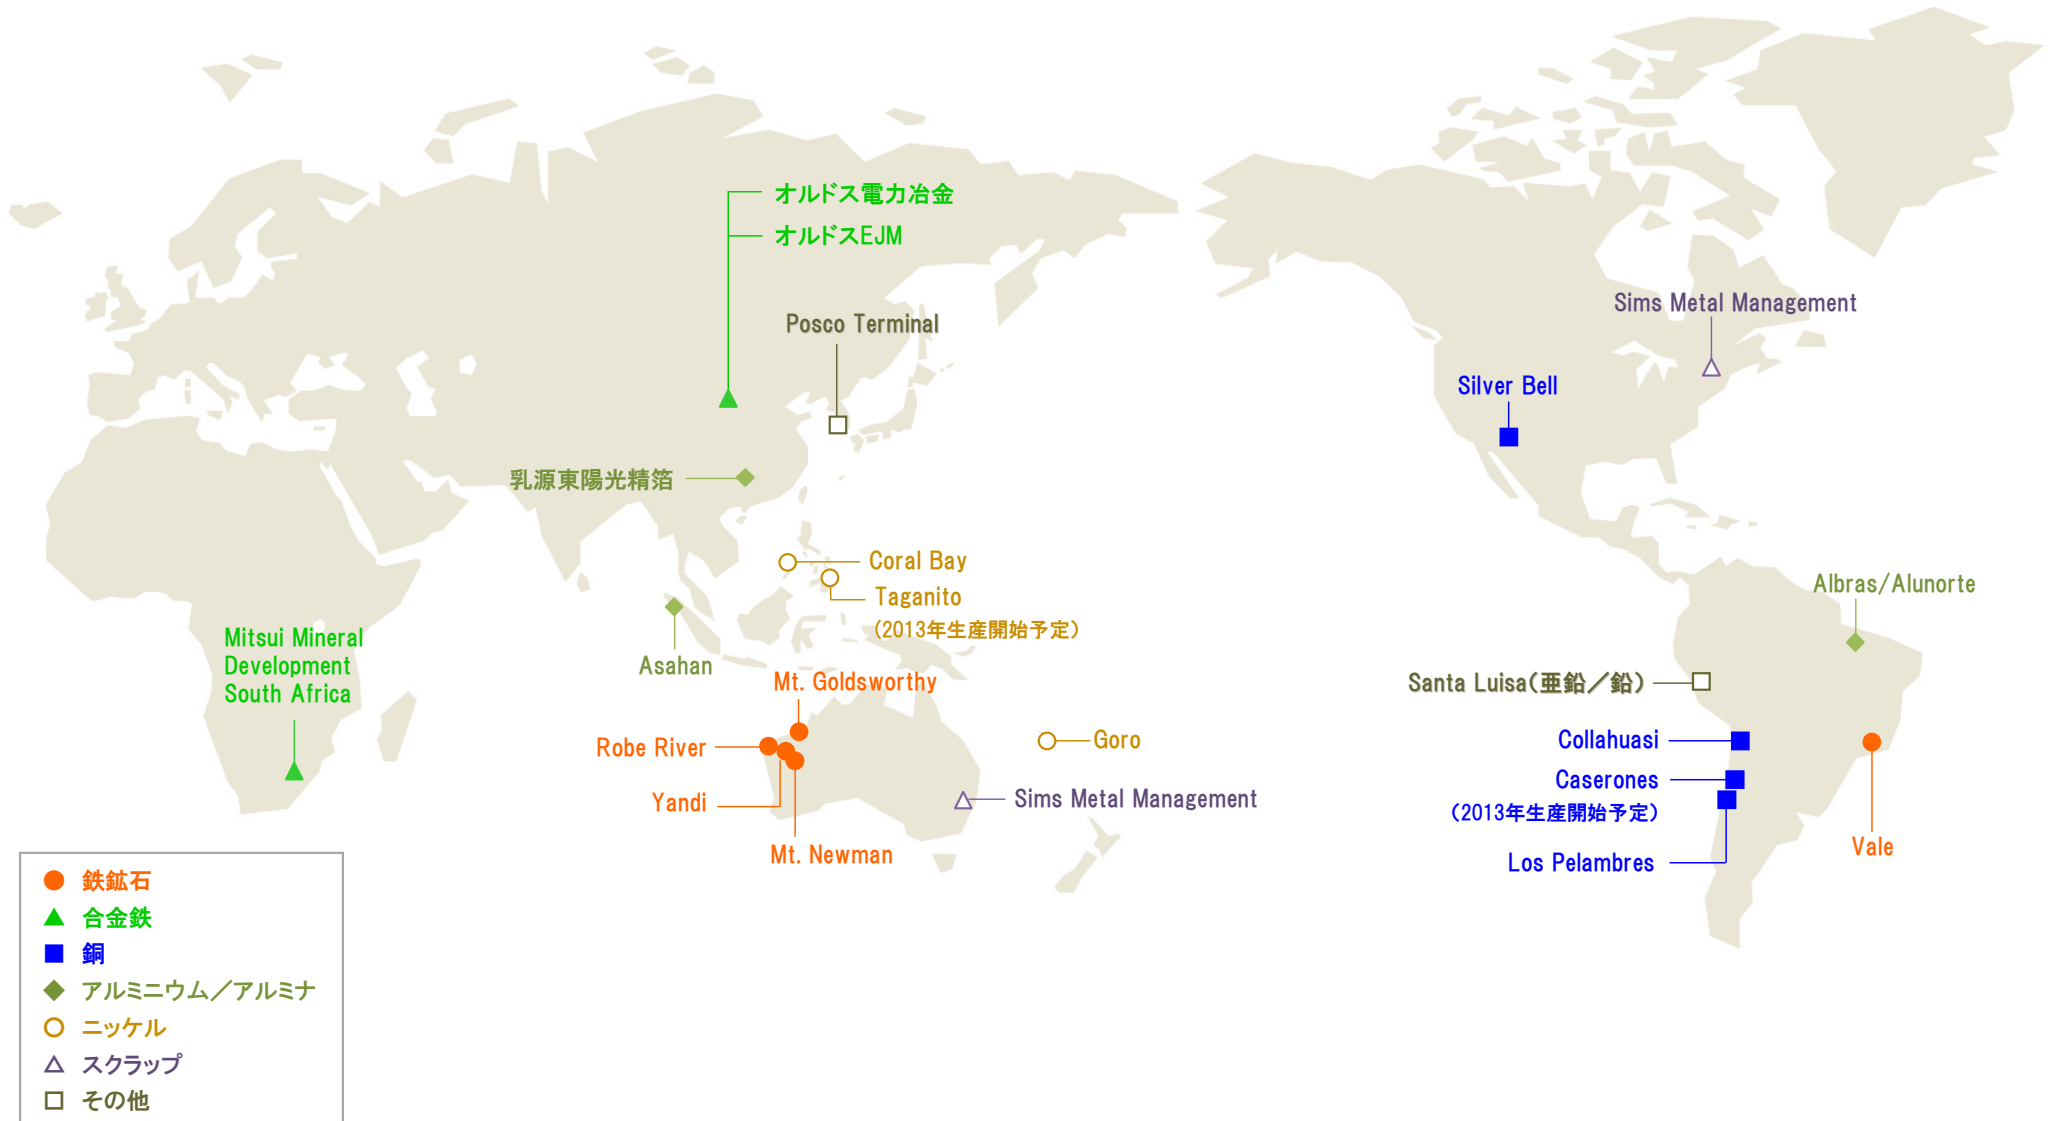 オルドス電力冶金
オルドスEJM
Posco Terminal
Sims Metal Management
Silver Bell
乳源東陽光精箔
Coral Bay
Taganito
（2013年生産開始予定）
Albras/Alunorte
Mitsui Mineral
Development
South Africa
Asahan
Mt. Goldsworthy
Santa Luisa（亜鉛／鉛）
Robe River
Goro
Collahuasi
Yandi
Sims Metal Management
Caserones
（2013年生産開始予定）
Mt. Newman
Los Pelambres
Vale
鉄鉱石
合金鉄
銅
アルミニウム／アルミナ
ニッケル
スクラップ
その他